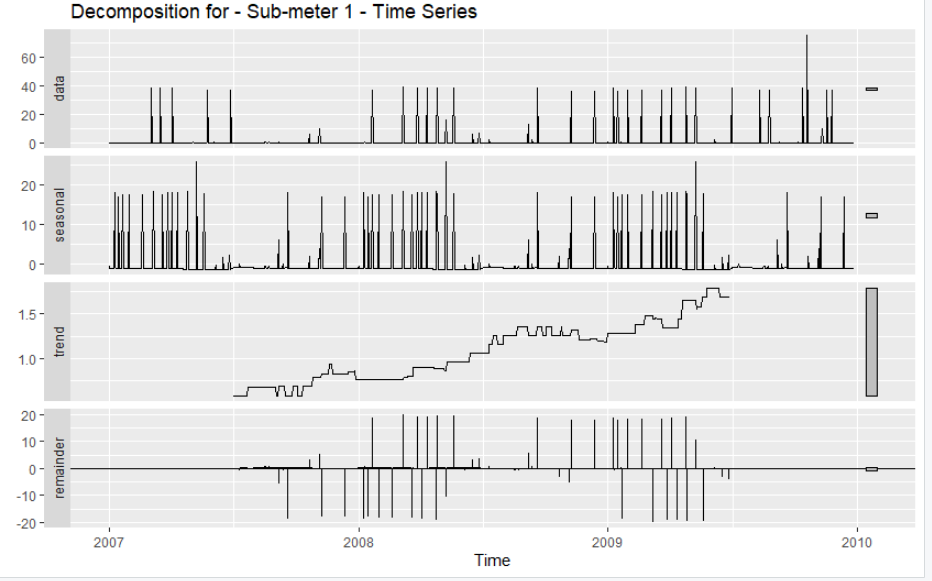 Decomposition for - Sub-meter 1 - Time Series
60
40
20
0
data
20
10
0
seasonal
1.5
1.0
trend
20
10
0
-10
-20
remainder
2007 2008 2009 2010
Time